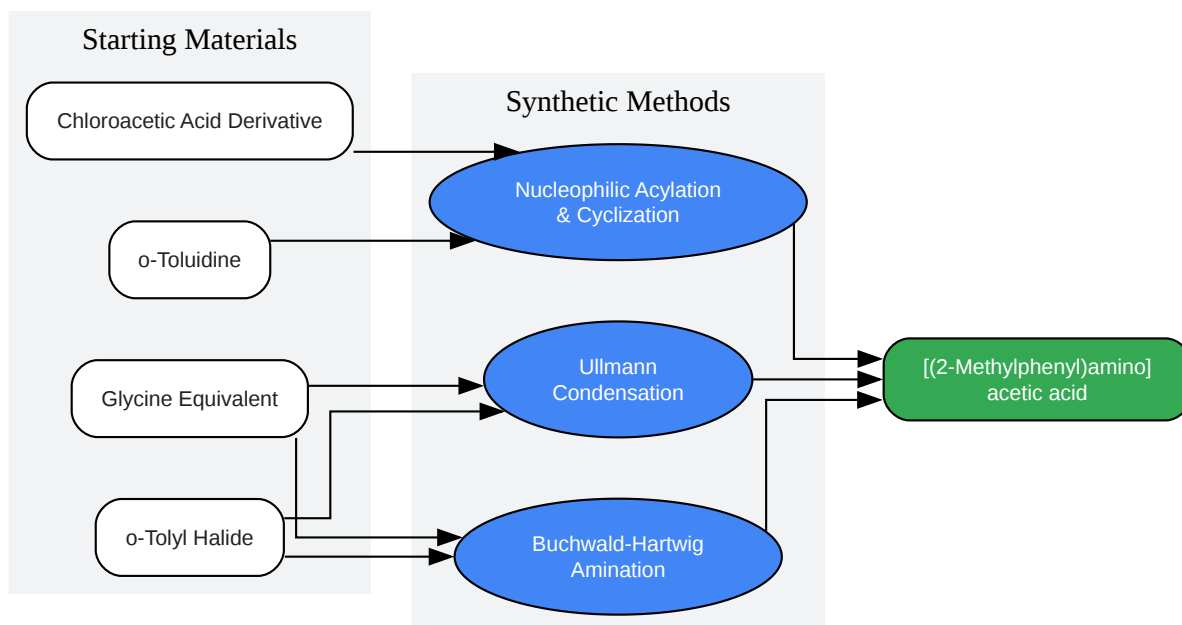 Starting Materials
Chloroacetic Acid Derivative
o-Toluidine
Glycine Equivalent
o-Tolyl Halide
Synthetic Methods
Nucleophilic Acylation
& Cyclization
Ullmann
Condensation
Buchwald-Hartwig
Amination
[(2-Methylphenyl)amino]
acetic acid